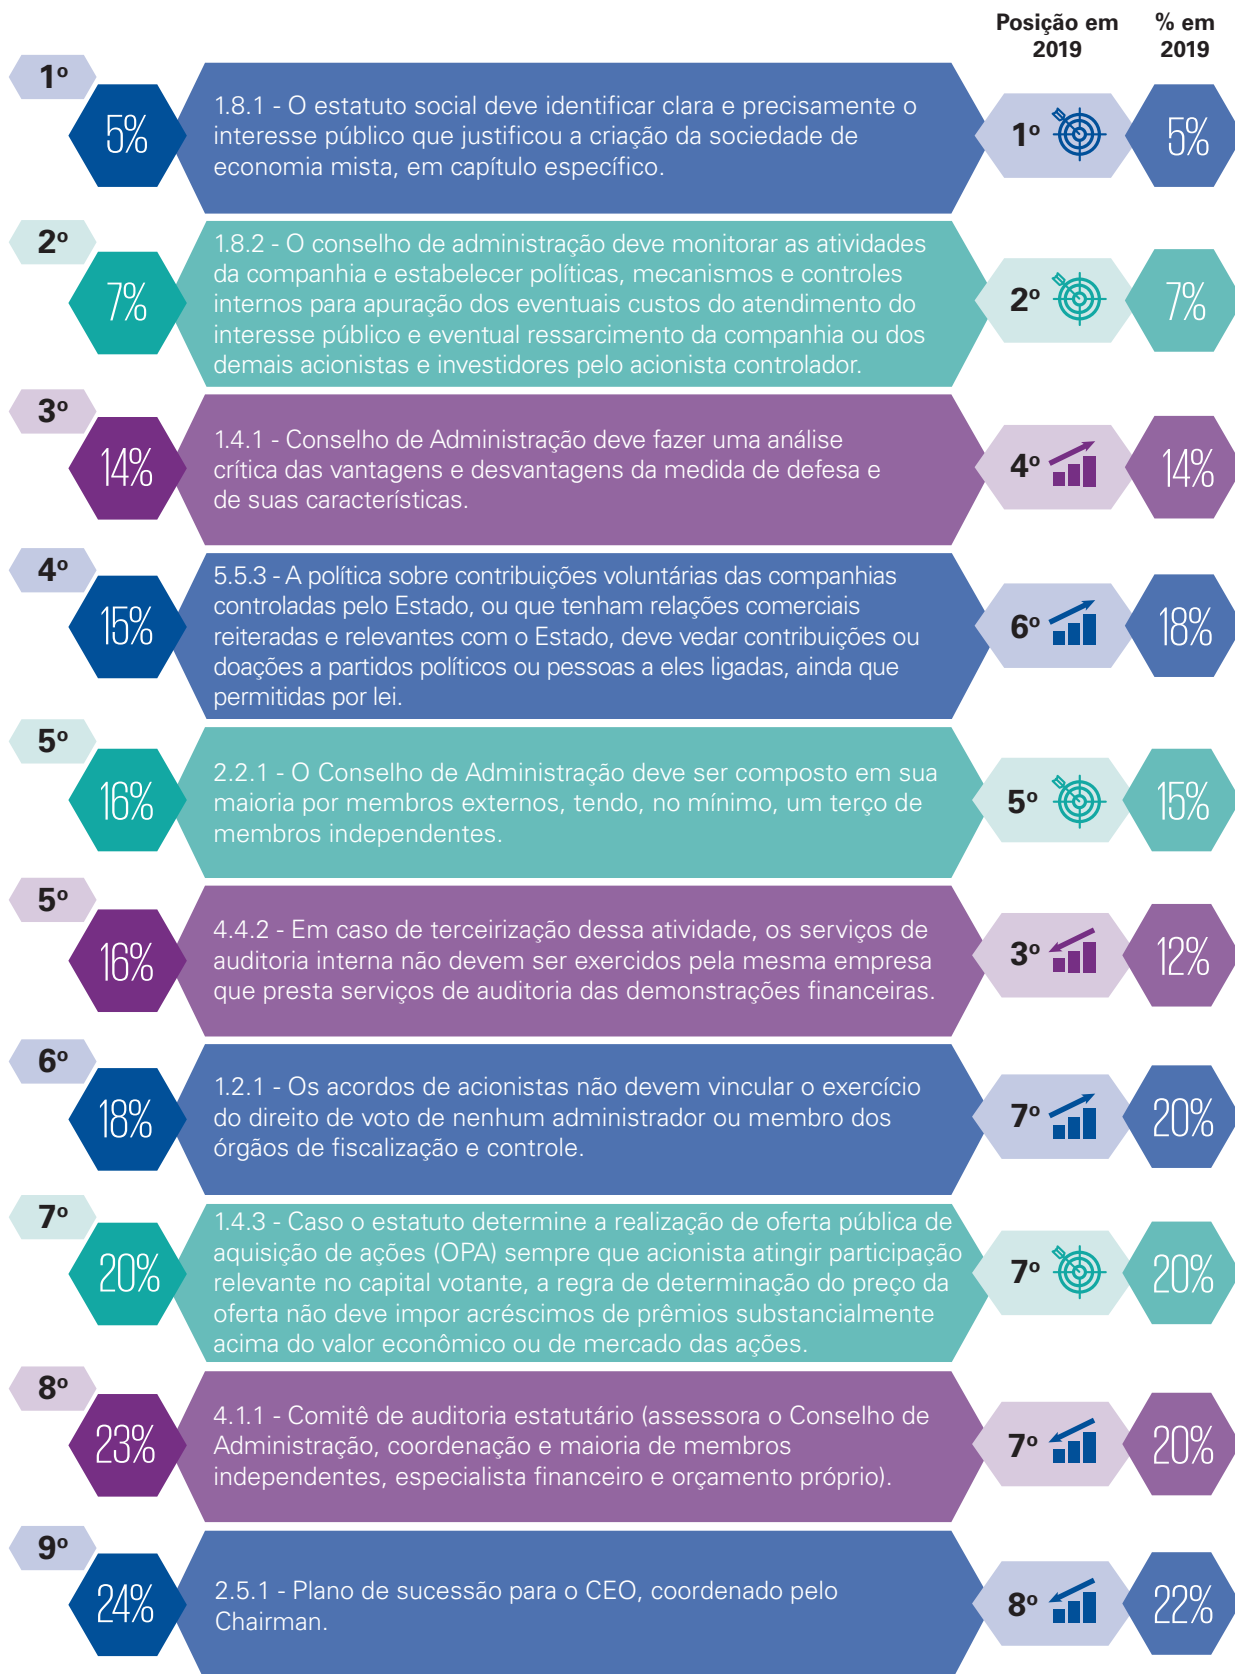 Posição em
2019
% em
2019
1º
5%
1.8.1 - O estatuto social deve identificar clara e precisamente o
interesse público que justificou a criação da sociedade de
economia mista, em capítulo específico.
1º
5%
2º
7%
1.8.2 - O conselho de administração deve monitorar as atividades
da companhia e estabelecer políticas, mecanismos e controles
internos para apuração dos eventuais custos do atendimento do
interesse público e eventual ressarcimento da companhia ou dos
demais acionistas e investidores pelo acionista controlador.
2º
7%
3º
14%
1.4.1 - Conselho de Administração deve fazer uma análise
crítica das vantagens e desvantagens da medida de defesa e
de suas características.
4º
14%
4º
15%
5.5.3 - A política sobre contribuições voluntárias das companhias
controladas pelo Estado, ou que tenham relações comerciais
reiteradas e relevantes com o Estado, deve vedar contribuições ou
doações a partidos políticos ou pessoas a eles ligadas, ainda que
permitidas por lei.
6º
18%
5º
16%
2.2.1 - O Conselho de Administração deve ser composto em sua
maioria por membros externos, tendo, no mínimo, um terço de
membros independentes.
5º
15%
5º
16%
4.4.2 - Em caso de terceirização dessa atividade, os serviços de
auditoria interna não devem ser exercidos pela mesma empresa
que presta serviços de auditoria das demonstrações financeiras.
3º
12%
6º
18%
1.2.1 - Os acordos de acionistas não devem vincular o exercício
do direito de voto de nenhum administrador ou membro dos
órgãos de fiscalização e controle.
7º
20%
7º
20%
1.4.3 - Caso o estatuto determine a realização de oferta pública de
aquisição de ações (OPA) sempre que acionista atingir participação
relevante no capital votante, a regra de determinação do preço da
oferta não deve impor acréscimos de prêmios substancialmente
acima do valor econômico ou de mercado das ações.
7º
20%
8º
23%
4.1.1 - Comitê de auditoria estatutário (assessora o Conselho de
Administração, coordenação e maioria de membros
independentes, especialista financeiro e orçamento próprio).
7º
20%
9º
24%
2.5.1 - Plano de sucessão para o CEO, coordenado pelo
Chairman.
8º
22%